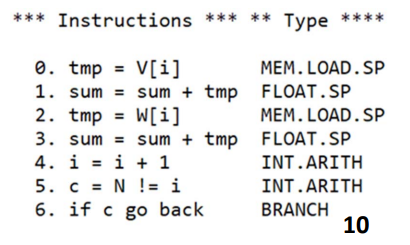 *** Instructions *** ** Type ****
0. tmp = V[i] MEM.LOAD.SP
1. sum = sum + tmp FLOAT.SP
2. tmp = W[i] MEM.LOAD.SP
3. sum = sum + tmp FLOAT.SP
4. i = i + 1 INT.ARITH
5. c = N != i INT.ARITH
6. if c go back BRANCH
10